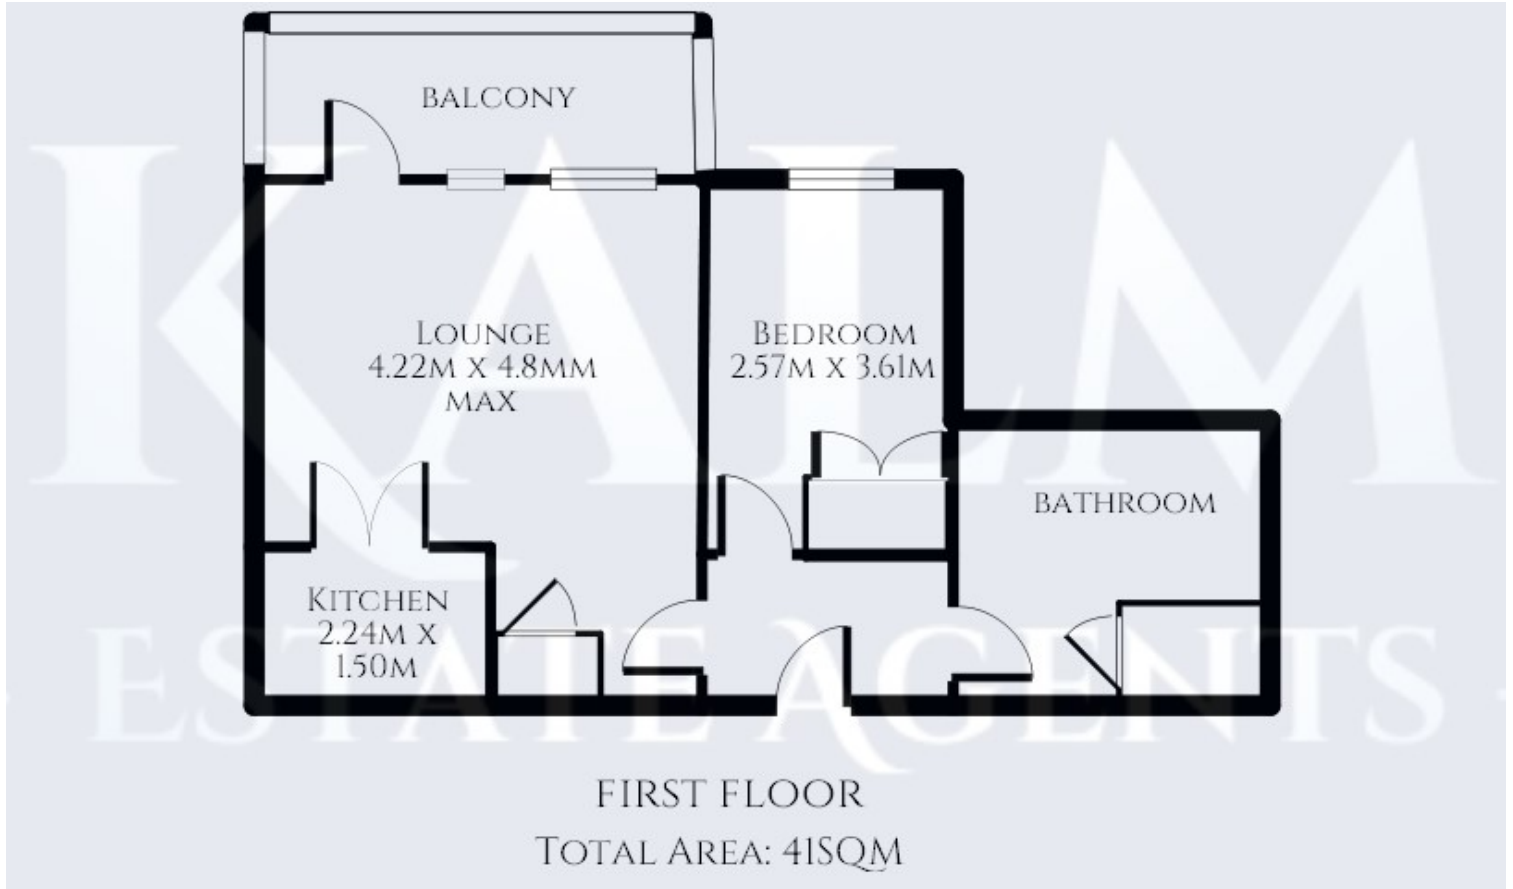 BALCONY
LOUNGE
4.22M X 4.8MM
MAX
BEDROOM
2.57M X 3.61M
BATHROOM
KITCHEN
2.24M X
1.50M
KALM
ESTATE AGENTS
FIRST FLOOR
TOTAL AREA: 41SQM